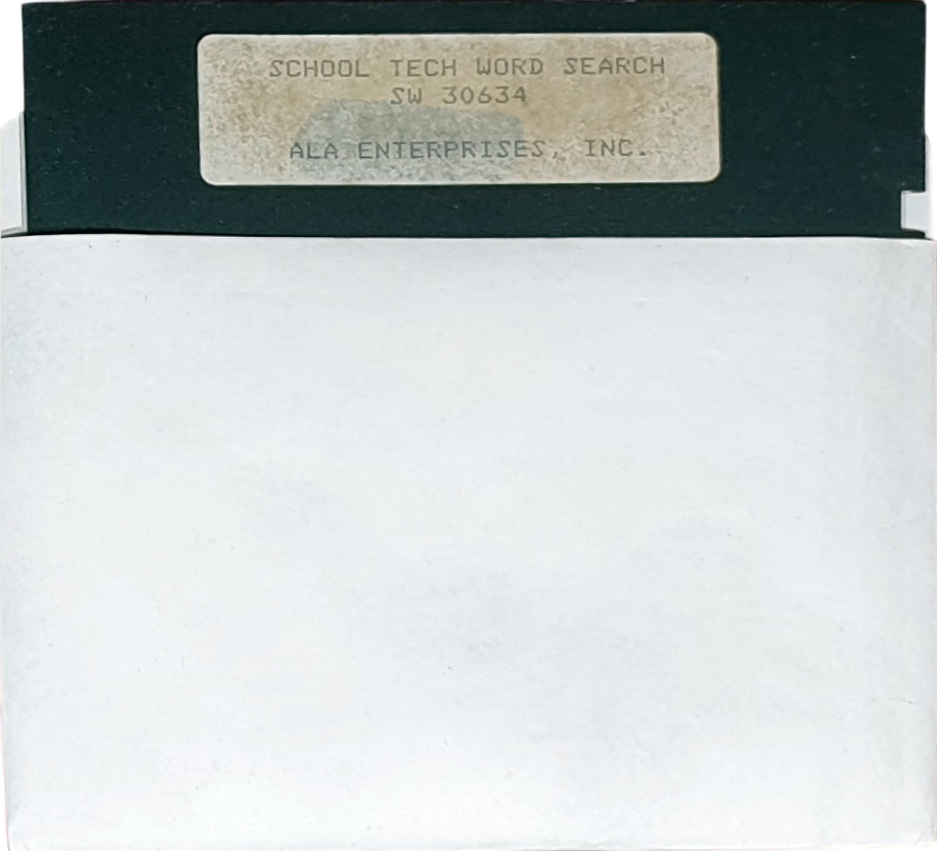 SCHOOL TECH WORD SEARCH
SW 30634
ALA ENTERPRISES, INC.